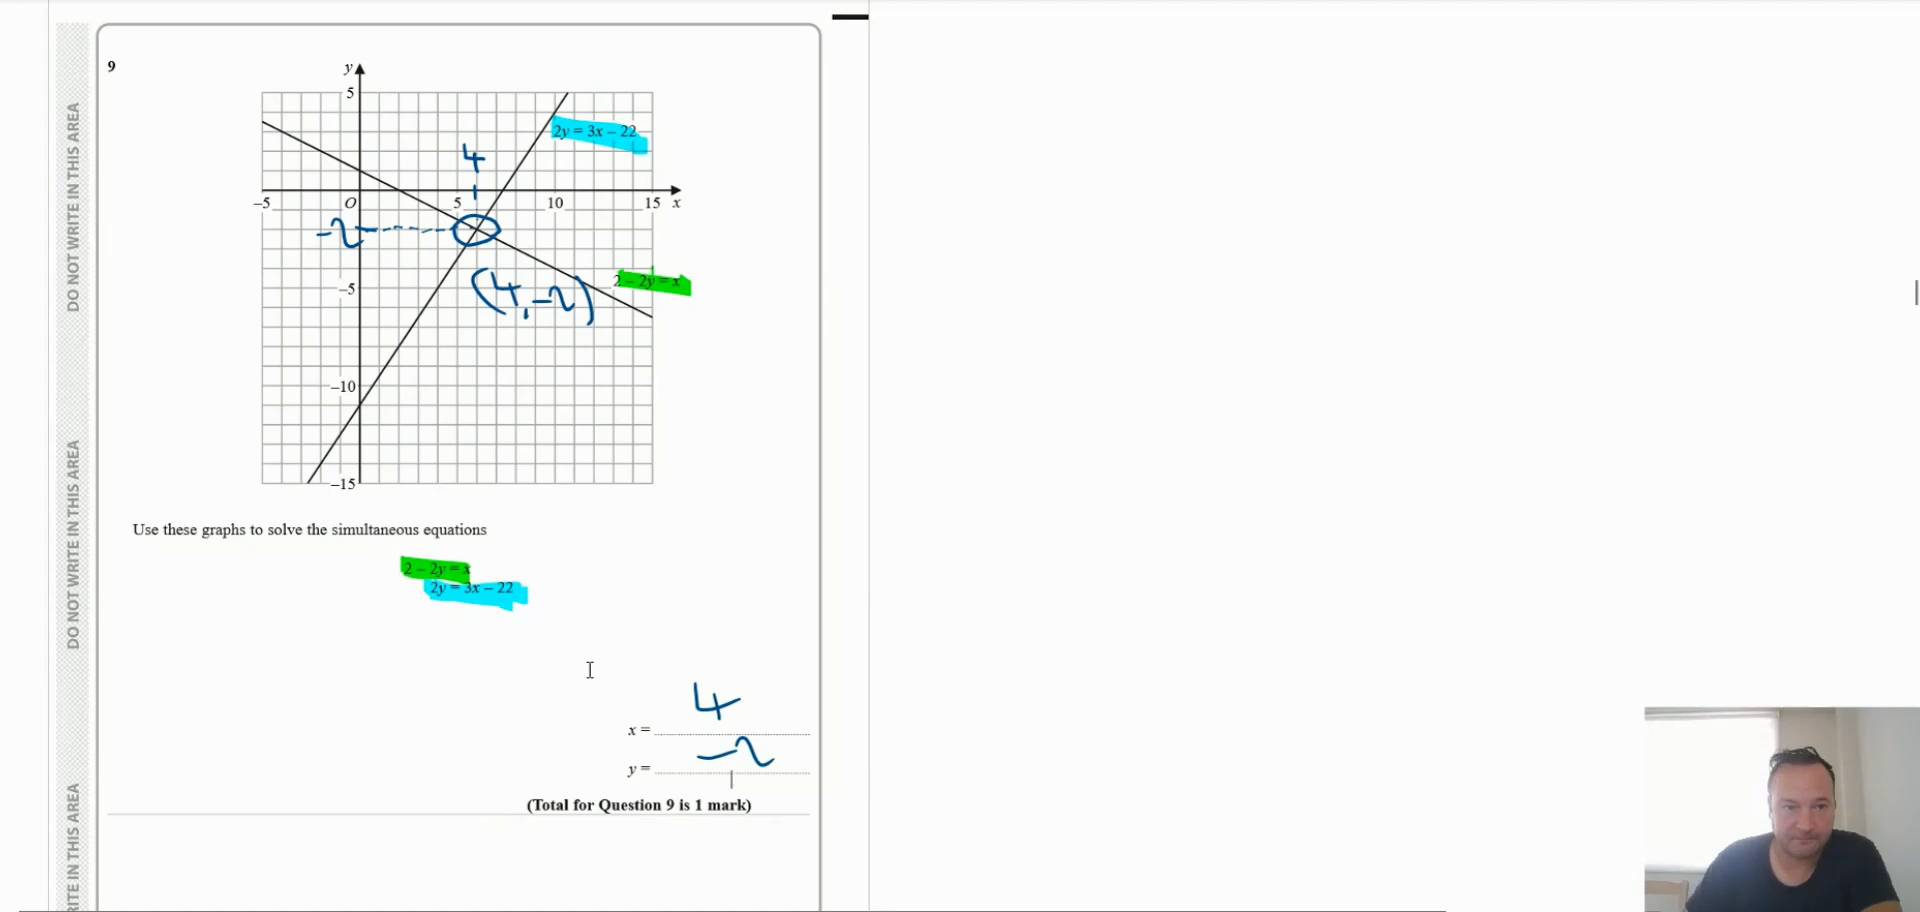 9
y
5
2y = 3x – 22
4
–5
O
5
10
15
x
-2
–5
2 – 2y = x
(4, -2)
–10
–15
Use these graphs to solve the simultaneous equations
2 – 2y = x
2y = 3x – 22
4
x =
-2
y =
(Total for Question 9 is 1 mark)
DO NOT WRITE IN THIS AREA
DO NOT WRITE IN THIS AREA
RITE IN THIS AREA